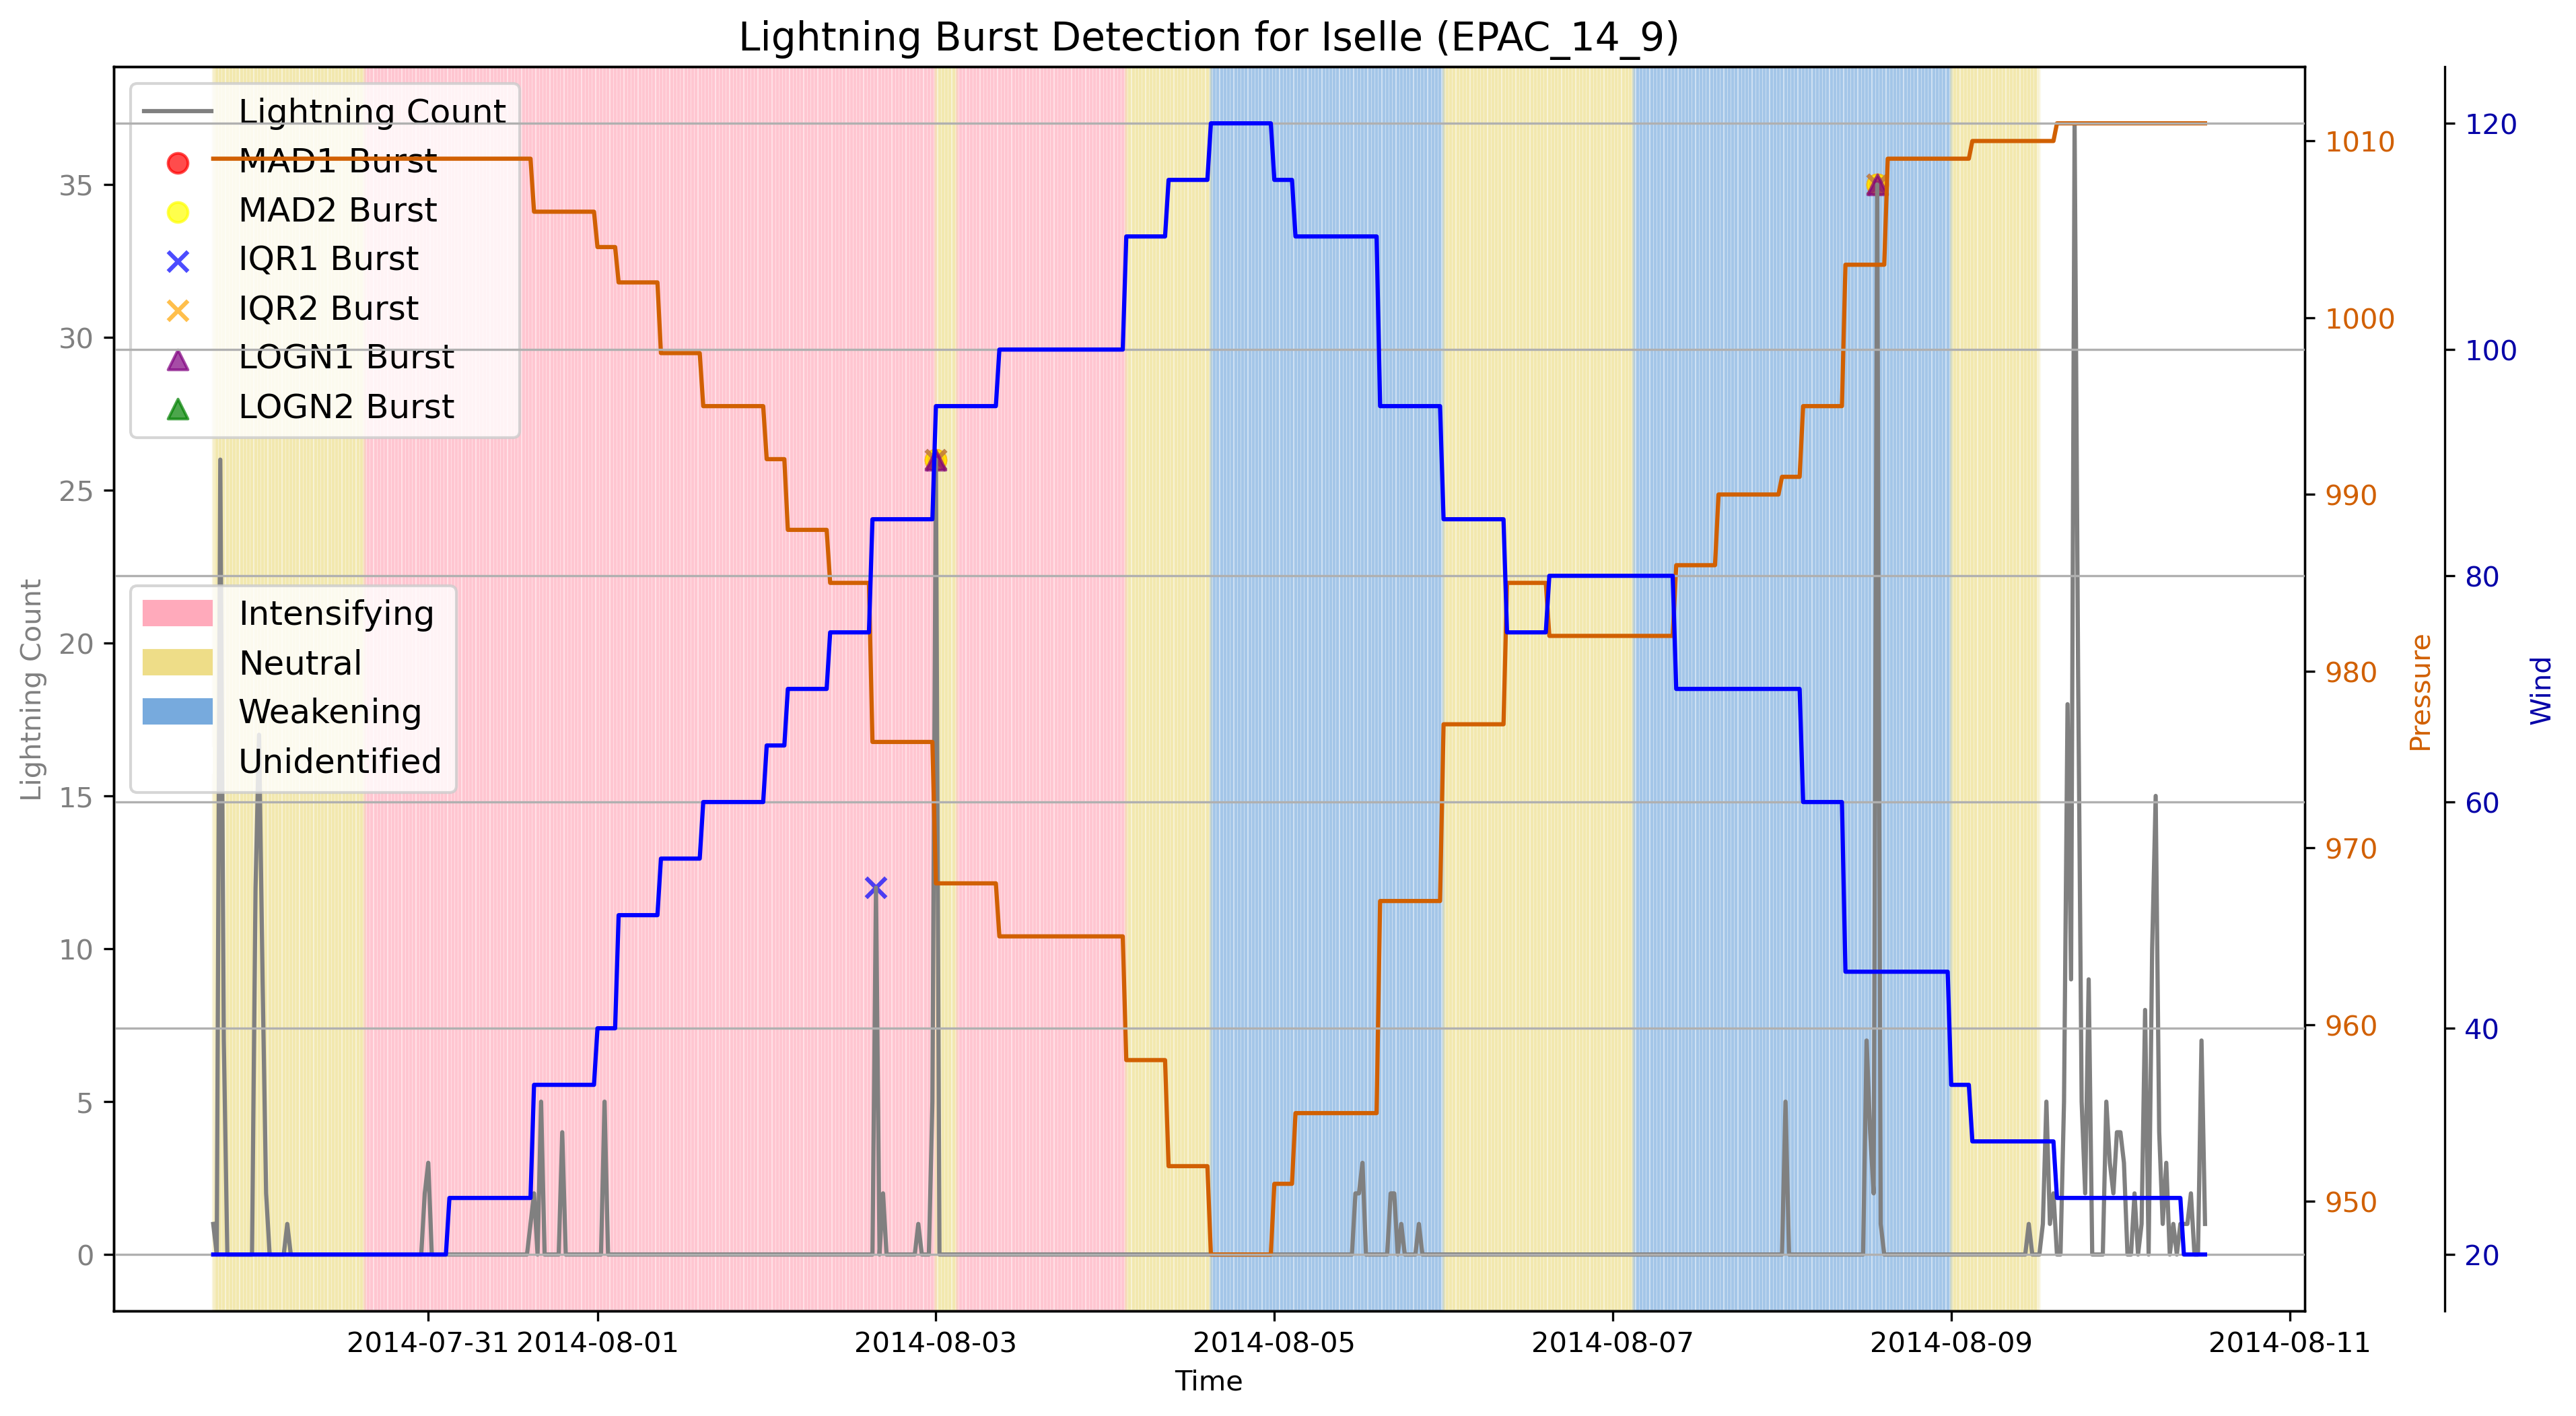 Lightning Burst Detection for Iselle (EPAC_14_9)
Lightning Count
MAD1 Burst
MAD2 Burst
IQR1 Burst
IQR2 Burst
LOGN1 Burst
LOGN2 Burst
Intensifying
Neutral
Weakening
Unidentified
Lightning Count
35
30
25
20
15
10
5
0
1010
1000
990
980
970
960
950
Pressure
120
100
80
60
40
20
Wind
2014-07-31 2014-08-01 2014-08-03 2014-08-05 2014-08-07 2014-08-09 2014-08-11
Time